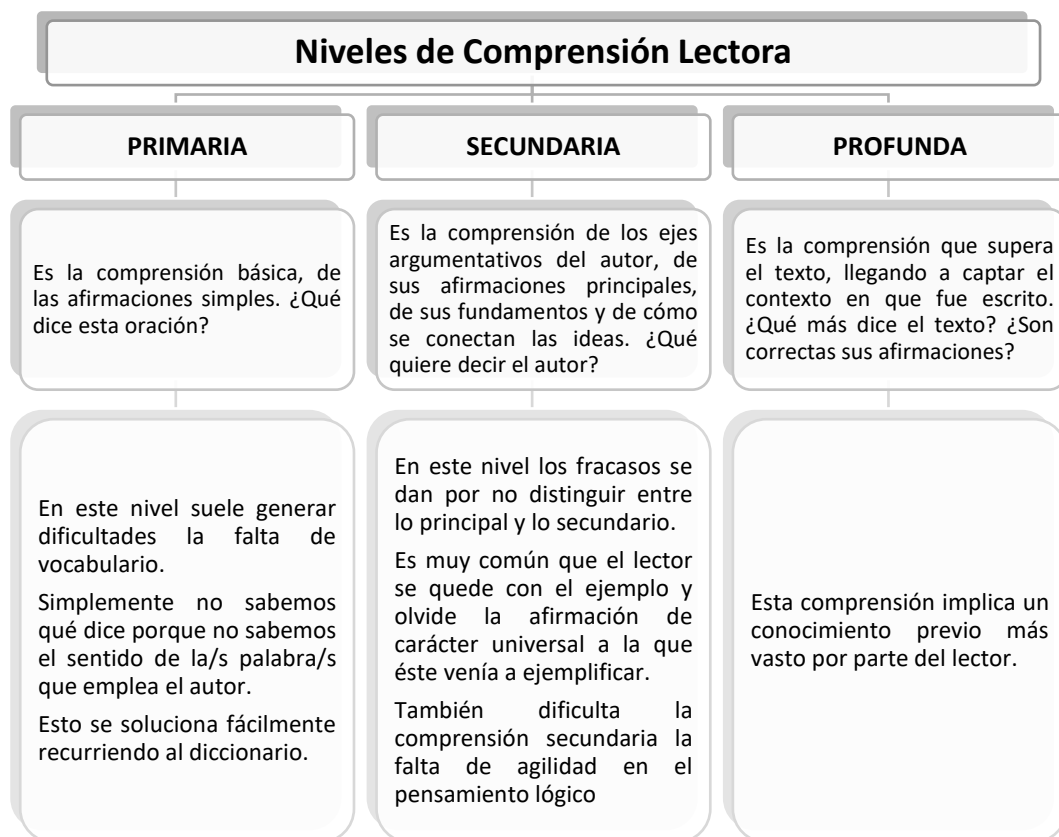 Niveles de Comprensión Lectora
PRIMARIA
Es la comprensión básica, de
las afirmaciones simples. ¿Qué
dice esta oración?
En este nivel suele generar
dificultades la falta de
vocabulario.
Simplemente no sabemos
qué dice porque no sabemos
el sentido de la/s palabra/s
que emplea el autor.
Esto se soluciona fácilmente
recurriendo al diccionario.
SECUNDARIA
Es la comprensión de los ejes
argumentativos del autor, de
sus afirmaciones principales,
de sus fundamentos y de cómo
se conectan las ideas. ¿Qué
quiere decir el autor?
En este nivel los fracasos se
dan por no distinguir entre
lo principal y lo secundario.
Es muy común que el lector
se quede con el ejemplo y
olvide la afirmación de
carácter universal a la que
éste venía a ejemplificar.
También dificulta la
comprensión secundaria la
falta de agilidad en el
pensamiento lógico
PROFUNDA
Es la comprensión que supera
el texto, llegando a captar el
contexto en que fue escrito.
¿Qué más dice el texto? ¿Son
correctas sus afirmaciones?
Esta comprensión implica un
conocimiento previo más
vasto por parte del lector.